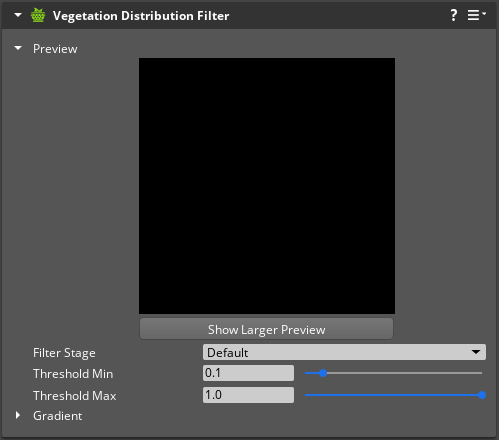 Vegetation Distribution Filter ?
Preview
Show Larger Preview
Filter Stage Default
Threshold Min 0.1
Threshold Max 1.0
Gradient